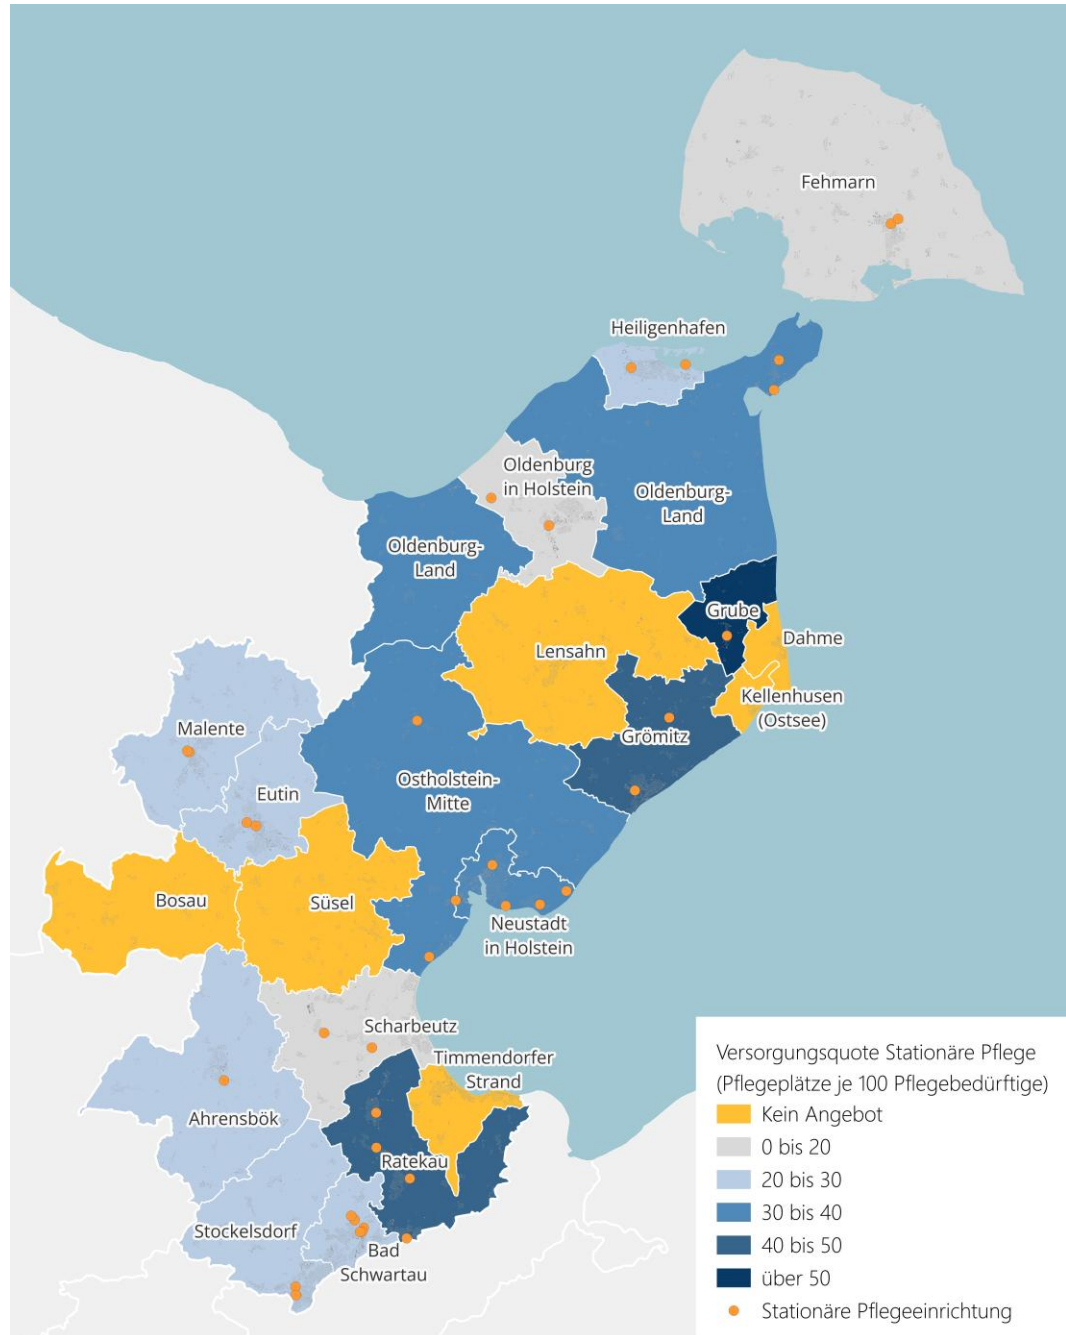 Fehmarn
Heiligenhafen
Oldenburg
in Holstein
Oldenburg-
Land
Oldenburg-
Land
Grube
Dahme
Lensahn
Kellenhusen
(Ostsee)
Malente
Grömitz
Ostholstein-
Mitte
Eutin
Bosau
Süsel
Neustadt
in Holstein
Scharbeutz
Timmendorfer
Strand
Ahrensbök
Ratekau
Stockelsdorf
Bad
Schwartau
Versorgungsquote Stationäre Pflege
(Pflegeplätze je 100 Pflegebedürftige)
Kein Angebot
0 bis 20
20 bis 30
30 bis 40
40 bis 50
über 50
Stationäre Pflegeeinrichtung